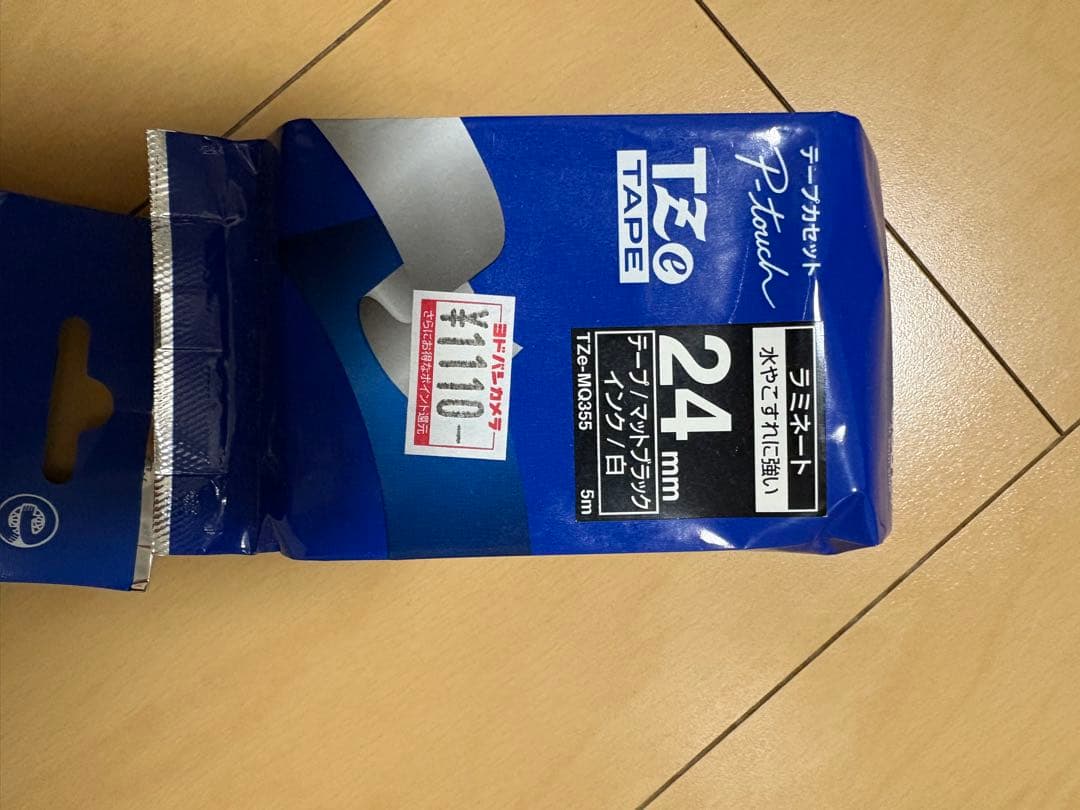 テープカセット
P-touch
TZe
TAPE
ラミネート
水やこすれに強い
24mm
テープ/マットブラック
インク/白
TZe-MQ355 5m
ヨドバシカメラ
¥1110-
さらにお得なポイント還元